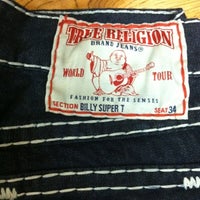 TRUE RELIGION
BRAND JEANS®
WORLD TOUR
FASHION FOR THE SENSES
SECTION BILLY SUPER T SEAT 34